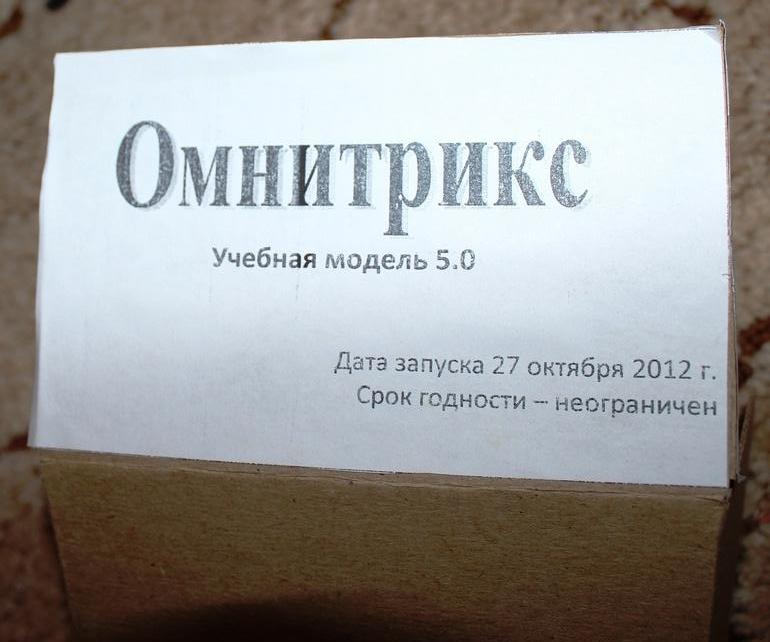 Омнитрикс
Учебная модель 5.0
Дата запуска 27 октября 2012 г.
Срок годности – неограничен